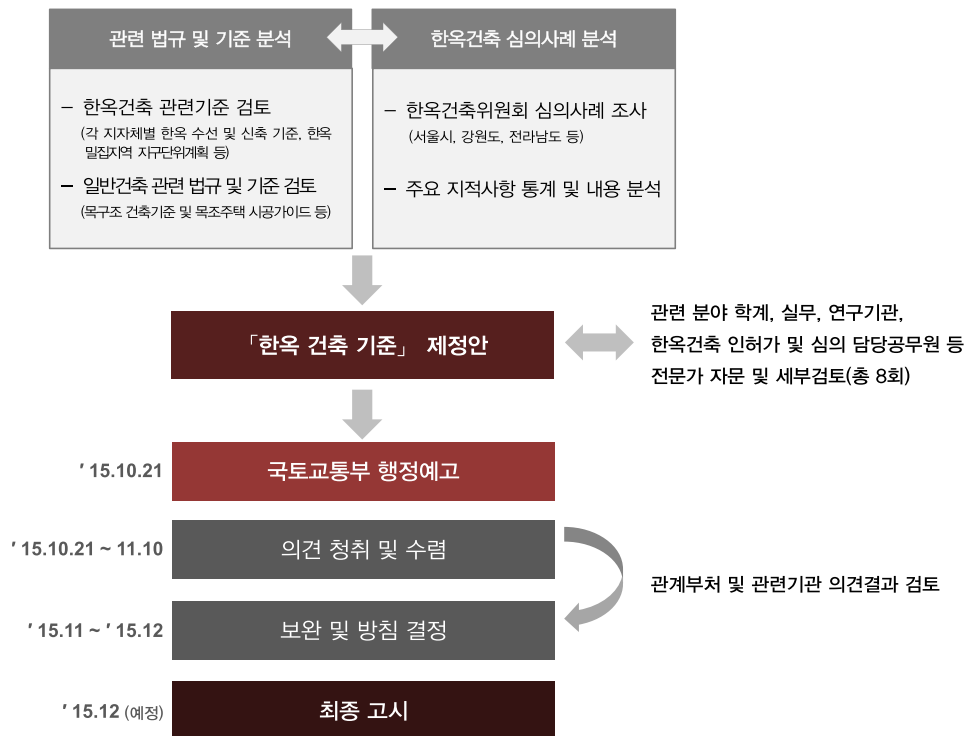 관련 법규 및 기준 분석
한옥건축 심의사례 분석
– 한옥건축 관련기준 검토
(각 지자체별 한옥 수선 및 신축 기준, 한옥
밀집지역 지구단위계획 등)
– 일반건축 관련 법규 및 기준 검토
(목구조 건축기준 및 목조주택 시공가이드 등)
– 한옥건축위원회 심의사례 조사
(서울시, 강원도, 전라남도 등)
– 주요 지적사항 통계 및 내용 분석
「한옥 건축 기준」 제정안
관련 분야 학계, 실무, 연구기관,
한옥건축 인허가 및 심의 담당공무원 등
전문가 자문 및 세부검토(총 8회)
′ 15.10.21
국토교통부 행정예고
′ 15.10.21 ~ 11.10
의견 청취 및 수렴
관계부처 및 관련기관 의견결과 검토
′ 15.11 ~ ′ 15.12
보완 및 방침 결정
′ 15.12 (예정)
최종 고시